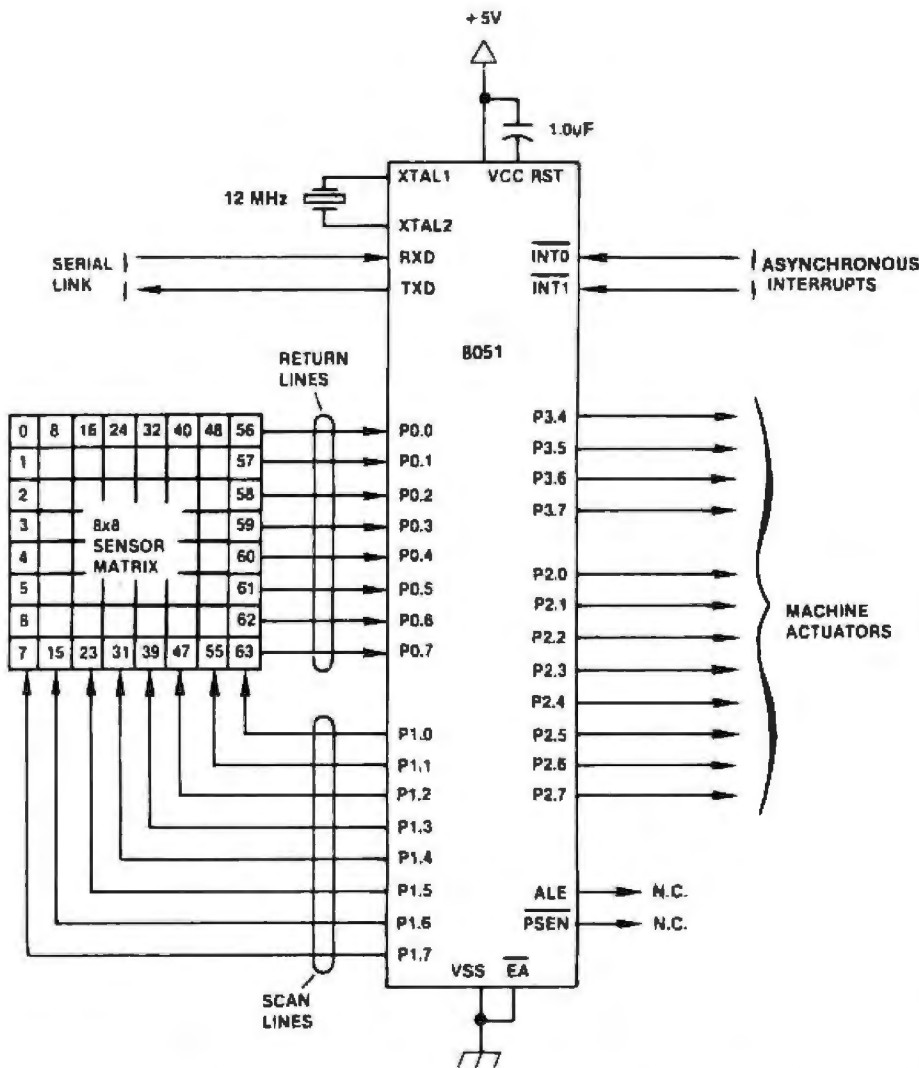 +5V
1.0µF
XTAL1
VCC RST
12 MHz
XTAL2
SERIAL
LINK
RXD
TXD
INT0
INT1
ASYNCHRONOUS
INTERRUPTS
8051
RETURN
LINES
0 8 16 24 32 40 48 56
1 57
2 58
3 59
4 60
5 61
6 62
7 15 23 31 39 47 55 63
8x8
SENSOR
MATRIX
P0.0
P0.1
P0.2
P0.3
P0.4
P0.5
P0.6
P0.7
P1.0
P1.1
P1.2
P1.3
P1.4
P1.5
P1.6
P1.7
SCAN
LINES
P3.4
P3.5
P3.6
P3.7
P2.0
P2.1
P2.2
P2.3
P2.4
P2.5
P2.6
P2.7
MACHINE
ACTUATORS
ALE N.C.
PSEN N.C.
VSS EA